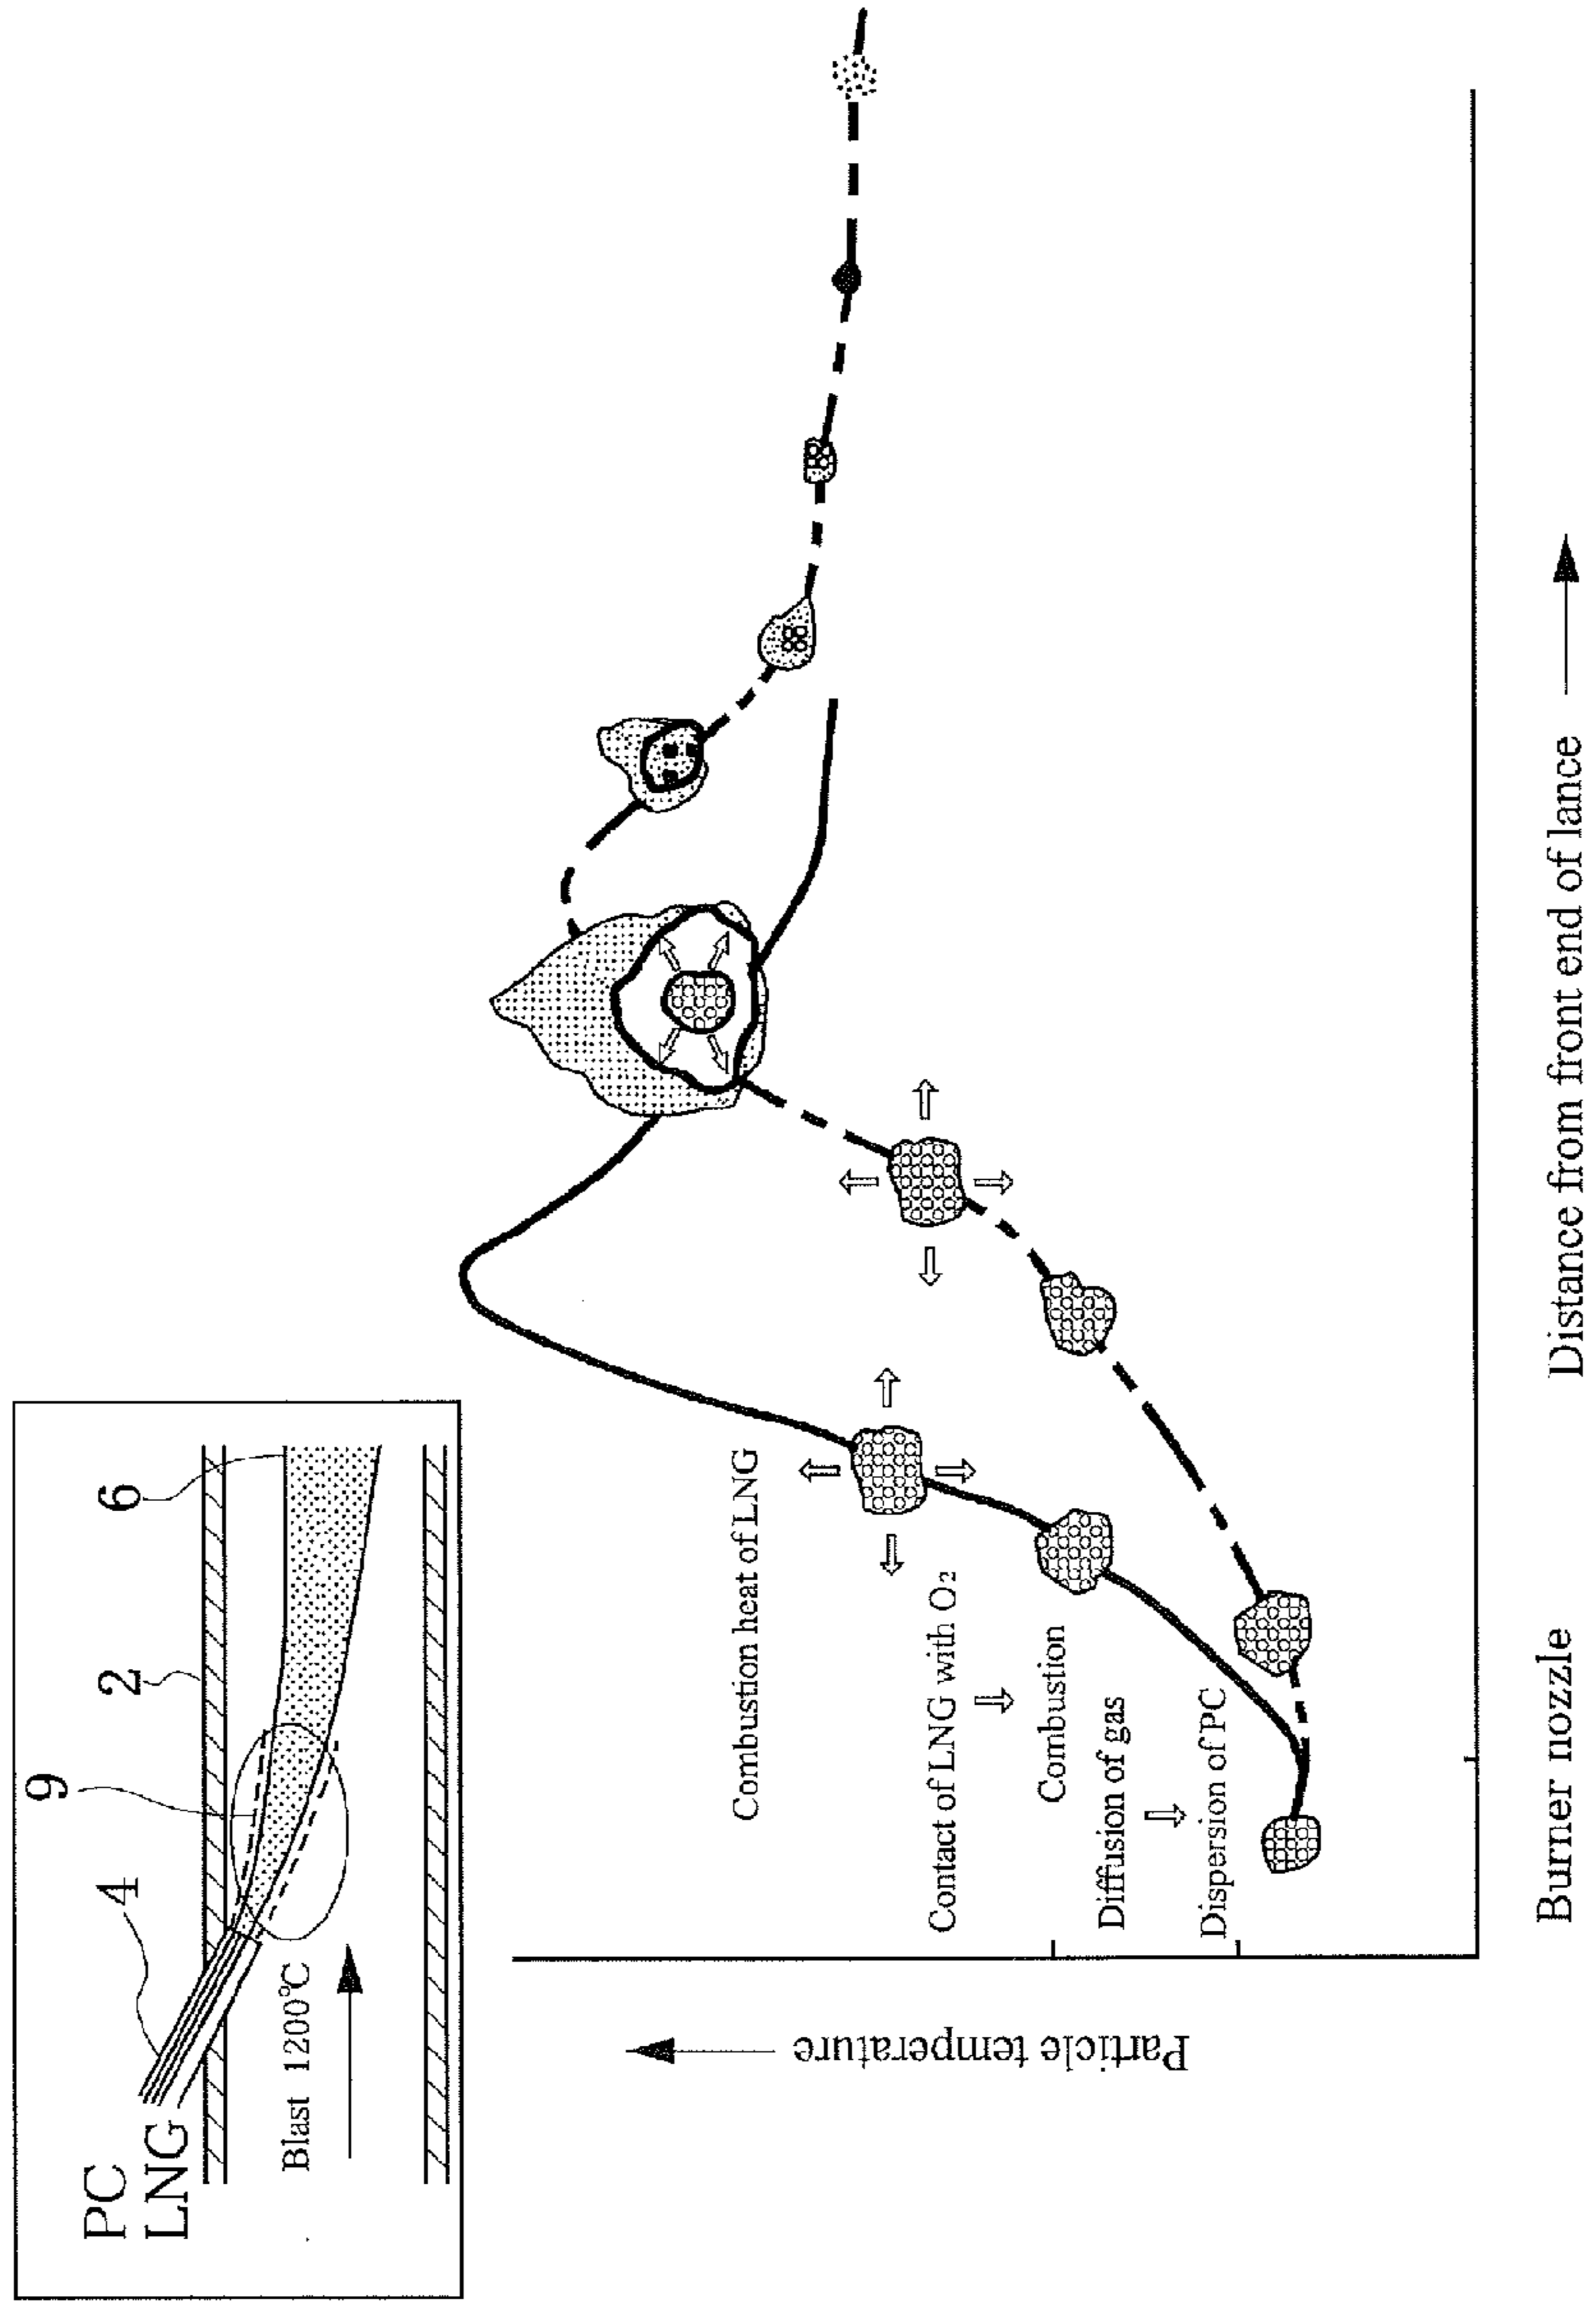 PC
LNG
4
9
2
6
Blast 1200℃
Particle temperature
Combustion heat of LNG
Contact of LNG with O₂
Combustion
Diffusion of gas
Dispersion of PC
Burner nozzle
Distance from front end of lance